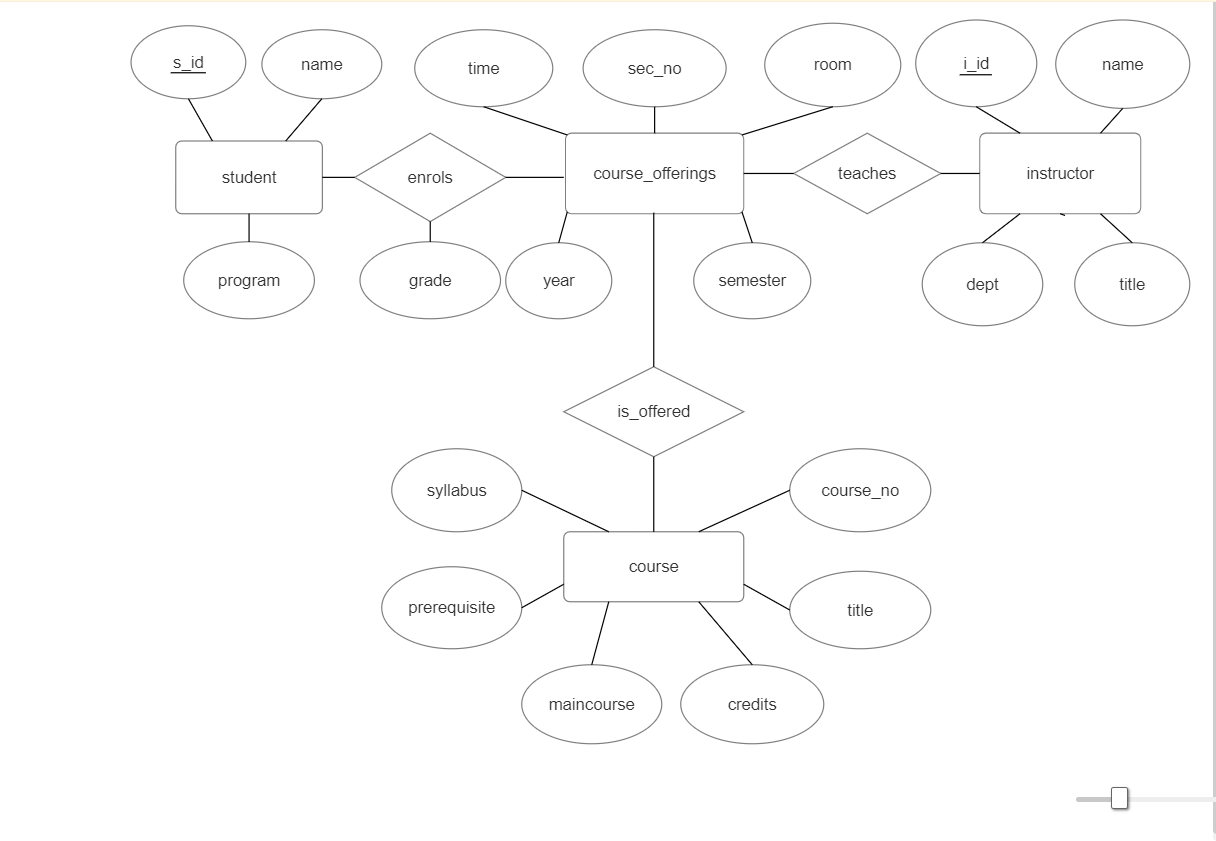 s_id
name
time
sec_no
room
i_id
name
student
enrols
course_offerings
teaches
instructor
program
grade
year
semester
dept
title
is_offered
syllabus
course_no
course
prerequisite
title
maincourse
credits